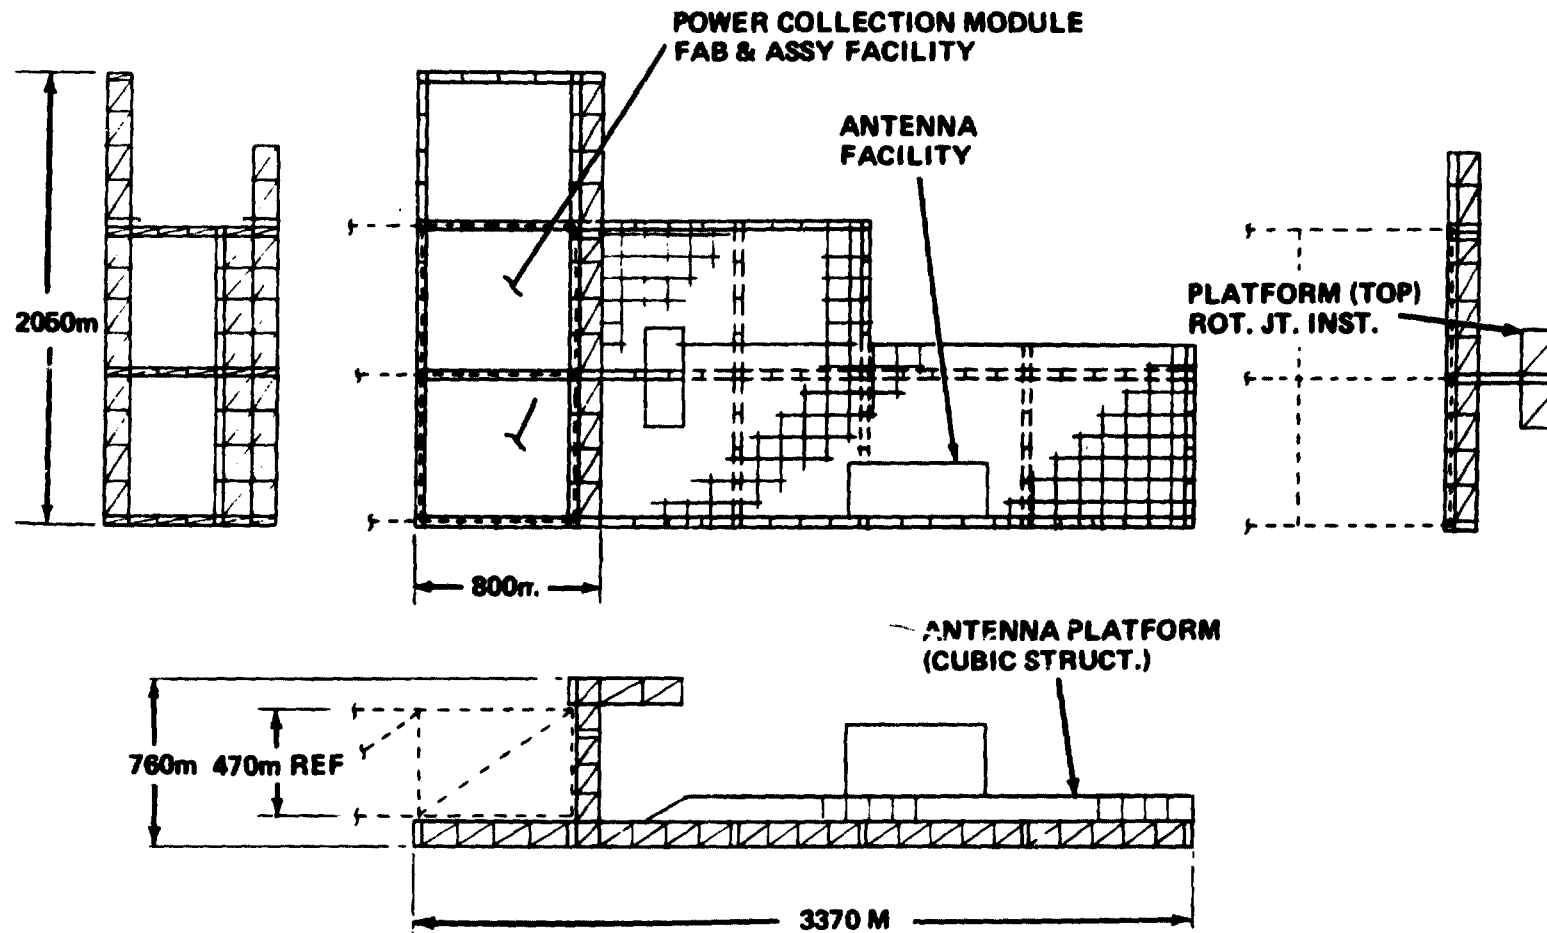 POWER COLLECTION MODULE
FAB & ASSY FACILITY
ANTENNA
FACILITY
2050m
PLATFORM (TOP)
ROT. JT. INST.
800m.
ANTENNA PLATFORM
(CUBIC STRUCT.)
760m 470m REF
3370 M